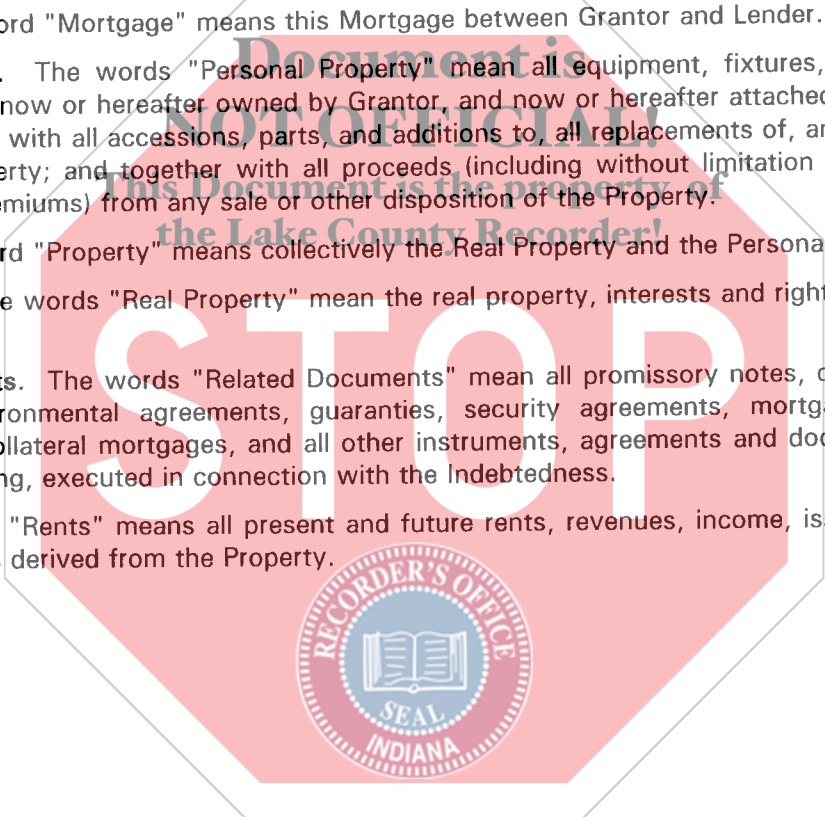 ord "Mortgage" means this Mortgage between Grantor and Lender.
Document is
. The words "Personal Property" mean all equipment, fixtures,
now or hereafter owned by Grantor, and now or hereafter attached
NOT OFFICIAL!
with all accessions, parts, and additions to, all replacements of, an
erty; and together with all proceeds (including without limitation
This Document is the property of
emiums) from any sale or other disposition of the Property.
the Lake County Recorder!
rd "Property" means collectively the Real Property and the Persona
e words "Real Property" mean the real property, interests and right
STOP
ts. The words "Related Documents" mean all promissory notes, c
ronmental agreements, guaranties, security agreements, mortga
ollateral mortgages, and all other instruments, agreements and doc
ng, executed in connection with the Indebtedness.
"Rents" means all present and future rents, revenues, income, is
derived from the Property.
RECORDER'S OFFICE
SEAL
INDIANA